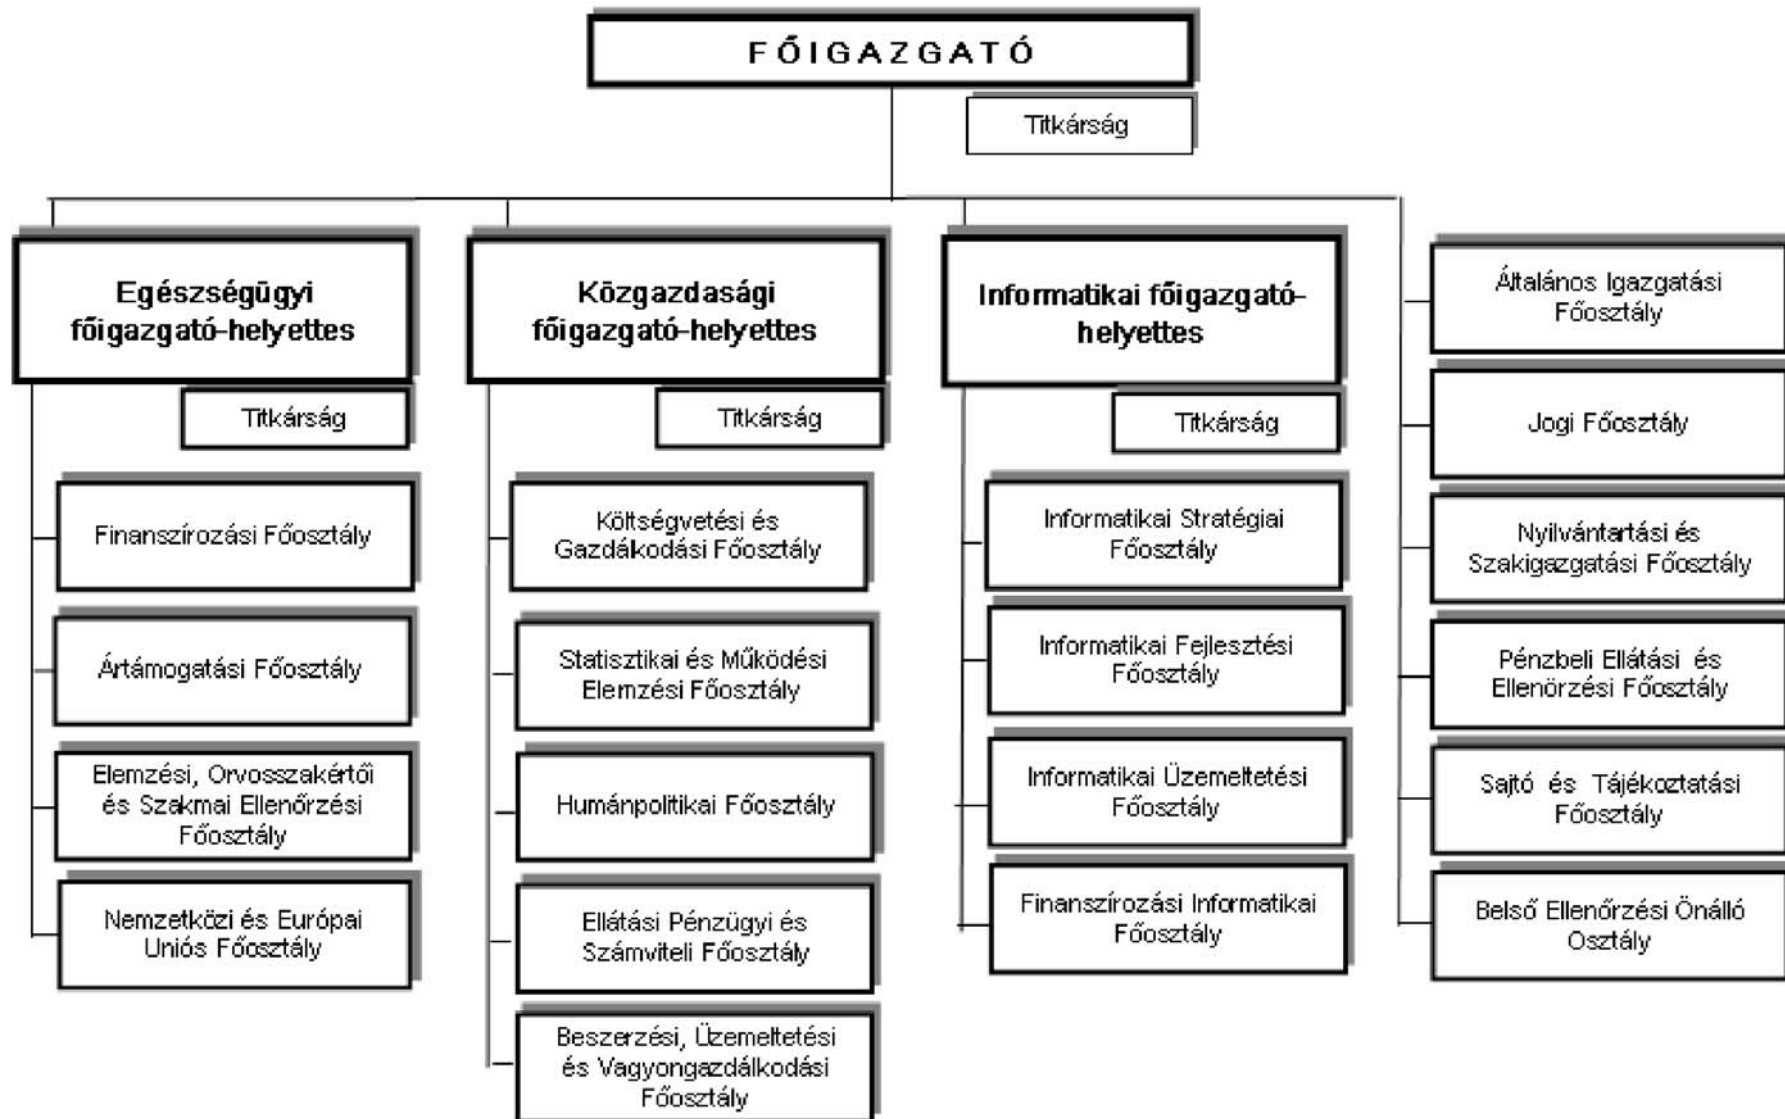 FŐIGAZGATÓ
Titkárság
Egészségügyi
főigazgató-helyettes
Titkárság
Finanszírozási Főosztály
Ártámogatási Főosztály
Elemzési, Orvosszakértői
és Szakmai Ellenőrzési
Főosztály
Nemzetközi és Európai
Uniós Főosztály
Közgazdasági
főigazgató-helyettes
Titkárság
Költségvetési és
Gazdákodási Főosztály
Statisztikai és Működési
Elemzési Főosztály
Humánpolitikai Főosztály
Ellátási Pénzügyi és
Számviteli Főosztály
Beszerzési, Üzemeltetési
és Vagyongazdálkodási
Főosztály
Informatikai főigazgató-
helyettes
Titkárság
Informatikai Stratégiai
Főosztály
Informatikai Fejlesztési
Főosztály
Informatikai Üzemeltetési
Főosztály
Finanszírozási Informatikai
Főosztály
Általános Igazgatási
Főosztály
Jogi Főosztály
Nyilvántartási és
Szakigazgatási Főosztály
Pénzbeli Ellátási és
Ellenörzési Főosztály
Sajtó és Tájékoztatási
Főosztály
Belső Ellenőrzési Önálló
Osztály